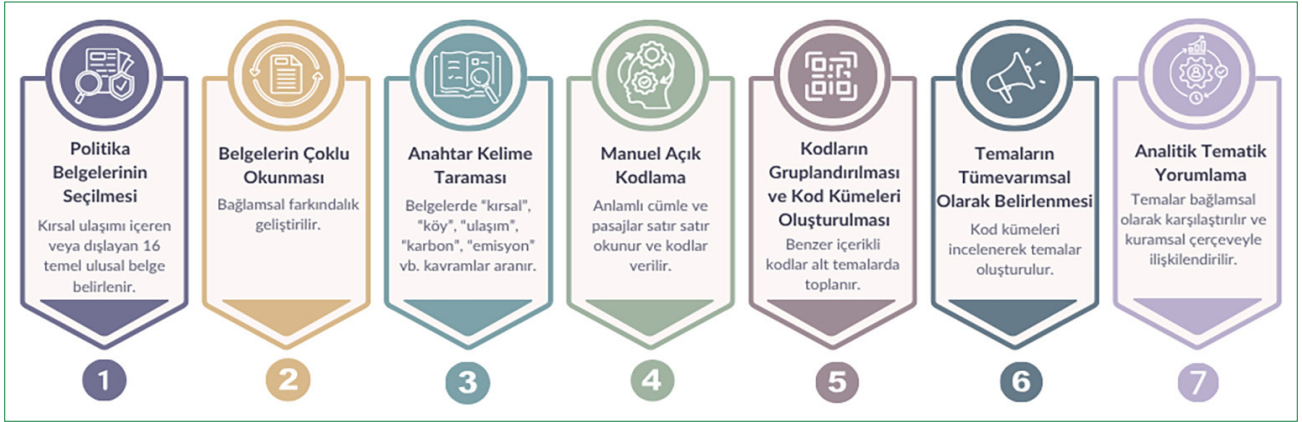 Politika
Belgelerinin
Seçilmesi
Kırsal ulaşımı içeren
veya dışlayan 16
temel ulusal belge
belirlenir.
1
Belgelerin Çoklu
Okunması
Bağlamsal farkındalık
geliştirilir.
2
Anahtar Kelime
Taraması
Belgelerde “kırsal”,
“köy”, “ulaşım”,
“karbon”, “emisyon”
vb. kavramlar aranır.
3
Manuel Açık
Kodlama
Anlamlı cümle ve
pasajlar satır satır
okunur ve kodlar
verilir.
4
Kodların
Gruplandırılması
ve Kod Kümeleri
Oluşturulması
Benzer içerikli
kodlar alt temalarda
toplanır.
5
Temaların
Tümevarımsal
Olarak Belirlenmesi
Kod kümeleri
incelenerek temalar
oluşturulur.
6
Analitik Tematik
Yorumlama
Temalar bağlamsal
olarak karşılaştırılır ve
kuramsal çerçeveyle
ilişkilendirilir.
7